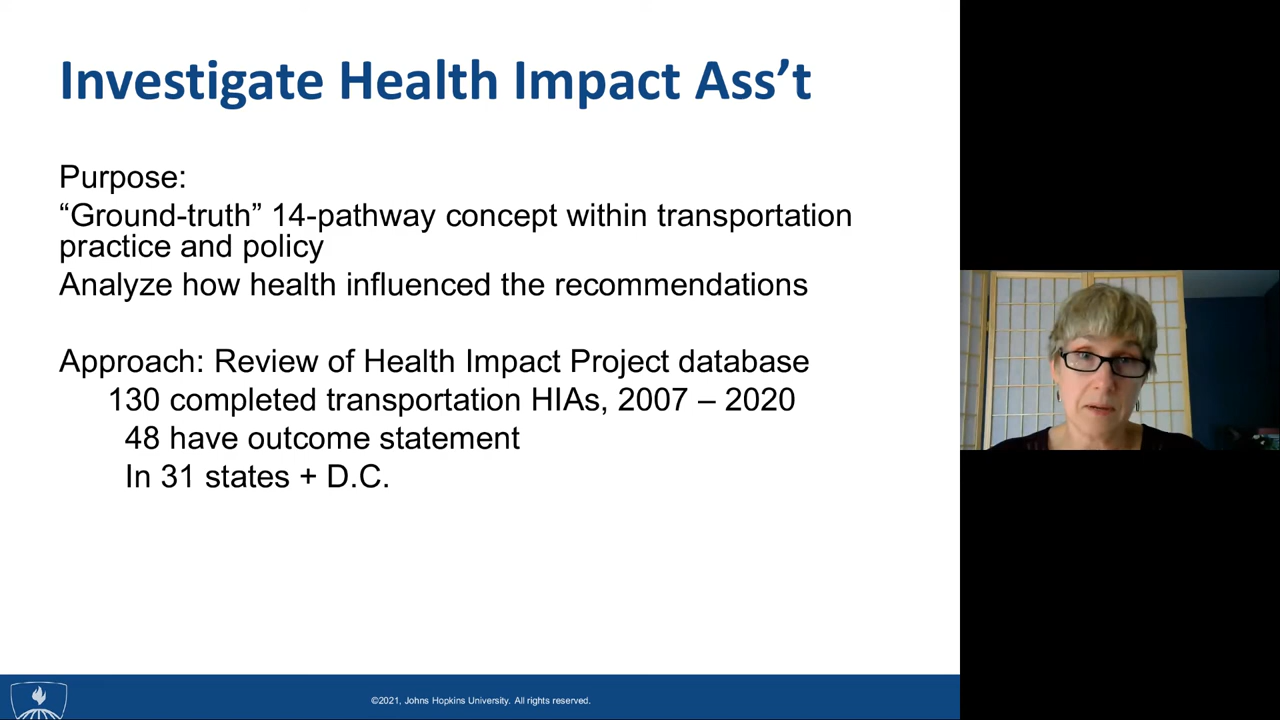 Investigate Health Impact Ass’t
Purpose:
“Ground-truth” 14-pathway concept within transportation
practice and policy
Analyze how health influenced the recommendations
Approach: Review of Health Impact Project database
130 completed transportation HIAs, 2007 – 2020
48 have outcome statement
In 31 states + D.C.
©2021, Johns Hopkins University. All rights reserved.